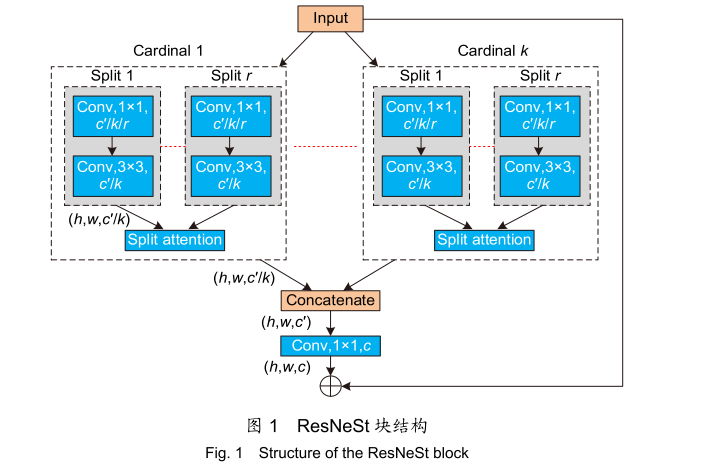 Input
Cardinal 1
Cardinal k
Split 1
Split r
Split 1
Split r
Conv,1×1,
c′/k/r
Conv,1×1,
c′/k/r
Conv,1×1,
c′/k/r
Conv,1×1,
c′/k/r
Conv,3×3,
c′/k
Conv,3×3,
c′/k
Conv,3×3,
c′/k
Conv,3×3,
c′/k
(h,w,c′/k)
Split attention
Split attention
(h,w,c′/k)
Concatenate
(h,w,c′)
Conv,1×1,c
(h,w,c)
图 1 ResNeSt 块结构
Fig. 1 Structure of the ResNeSt block